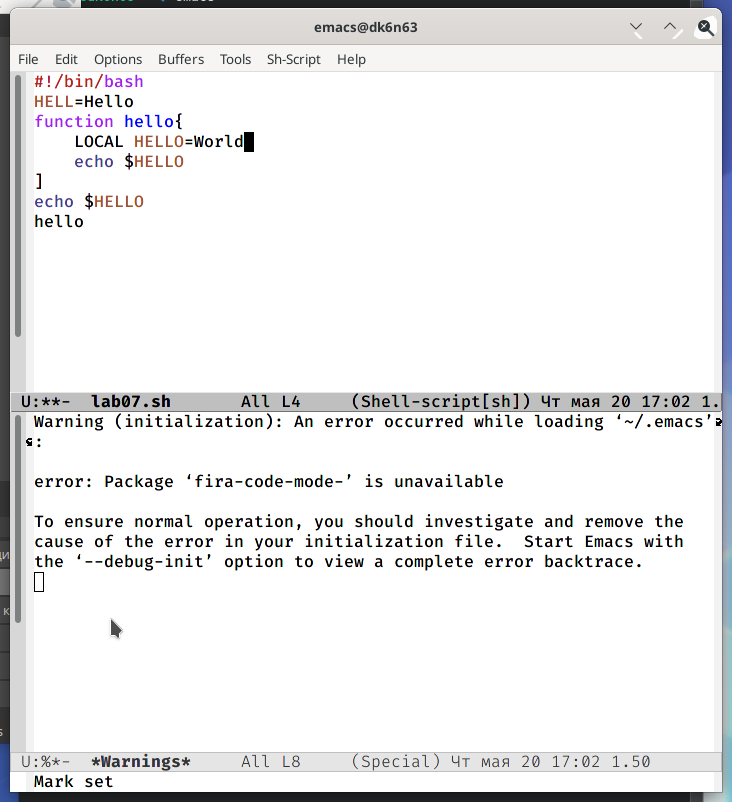 emacs@dk6n63
File Edit Options Buffers Tools Sh-Script Help
#!/bin/bash
HELL=Hello
function hello{
    LOCAL HELLO=World
    echo $HELLO
]
echo $HELLO
hello
U:**-  lab07.sh       All L4     (Shell-script[sh]) Чт мая 20 17:02 1.
Warning (initialization): An error occurred while loading ‘~/.emacs’
:
error: Package ‘fira-code-mode-’ is unavailable
To ensure normal operation, you should investigate and remove the
cause of the error in your initialization file.  Start Emacs with
the ‘--debug-init’ option to view a complete error backtrace.
U:%*-  *Warnings*     All L8     (Special) Чт мая 20 17:02 1.50
Mark set